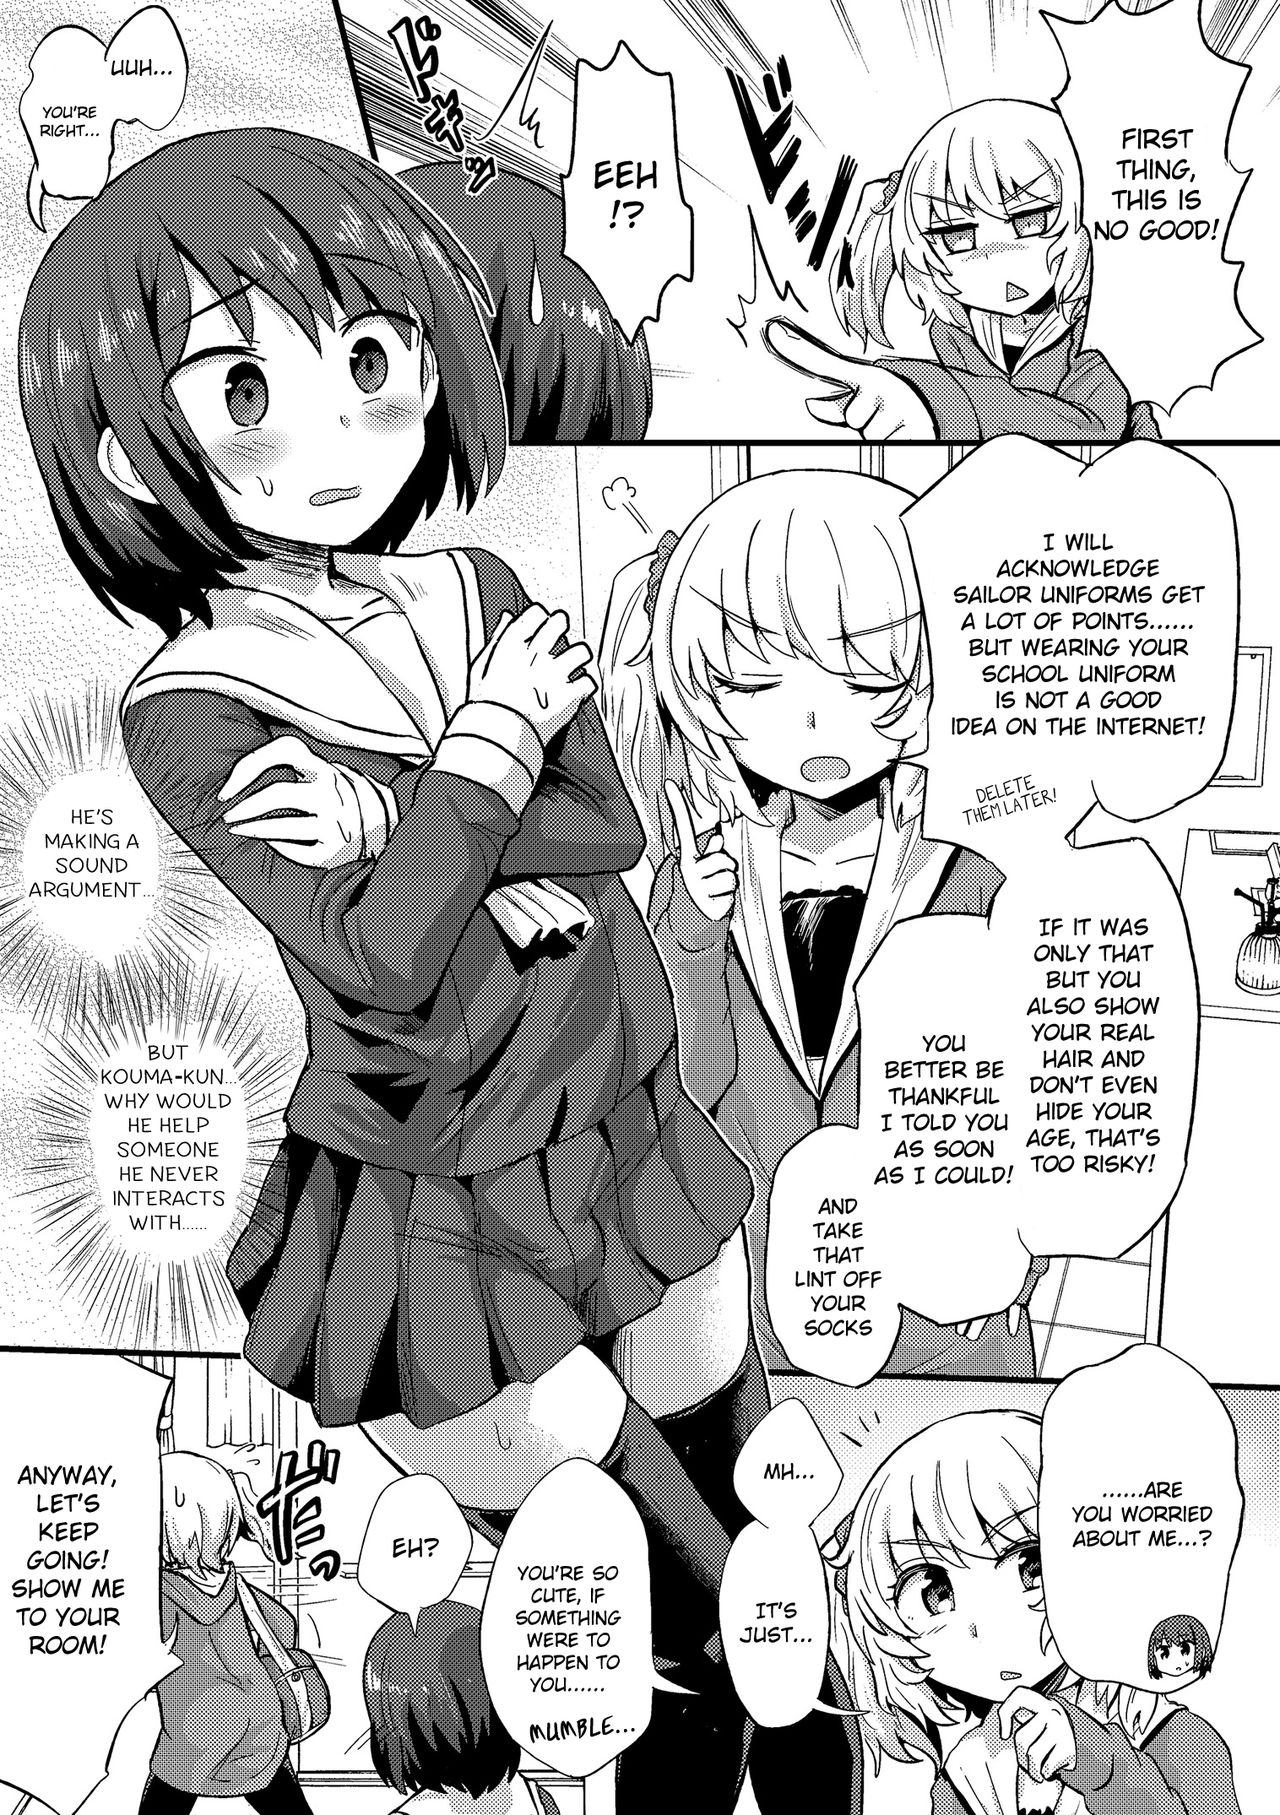 FIRST
THING,
THIS IS
NO GOOD!
EEH
!?
ドギッ
UUH...
YOU'RE
RIGHT...
I WILL
ACKNOWLEDGE
SAILOR UNIFORMS GET
A LOT OF POINTS......
BUT WEARING YOUR
SCHOOL UNIFORM
IS NOT A GOOD
IDEA ON THE INTERNET!
DELETE
THEM LATER!
IF IT WAS
ONLY THAT
BUT YOU
ALSO SHOW
YOUR REAL
HAIR AND
DON'T EVEN
HIDE YOUR
AGE, THAT'S
TOO RISKY!
YOU
BETTER BE
THANKFUL
I TOLD YOU
AS SOON
AS I COULD!
AND
TAKE
THAT
LINT OFF
YOUR
SOCKS
HE'S
MAKING A
SOUND
ARGUMENT...
BUT
KOUMA-KUN...
WHY WOULD
HE HELP
SOMEONE
HE NEVER
INTERACTS
WITH......
......ARE
YOU WORRIED
ABOUT ME...?
MH...
IT'S
JUST...
YOU'RE SO
CUTE, IF
SOMETHING
WERE TO
HAPPEN TO
YOU......
MUMBLE...
EH?
ANYWAY,
LET'S
KEEP
GOING!
SHOW ME
TO YOUR
ROOM!